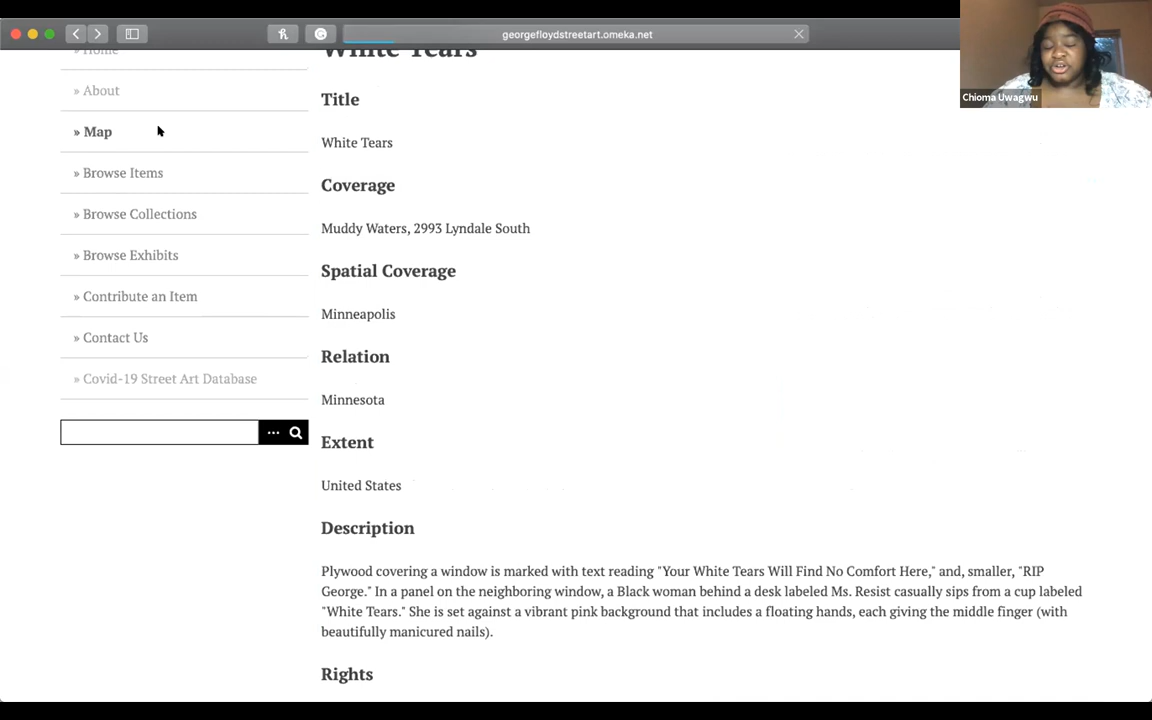 georgefloydstreetart.omeka.net
Chioma Uwagwu
» Home
» About
» Map
» Browse Items
» Browse Collections
» Browse Exhibits
» Contribute an Item
» Contact Us
» Covid-19 Street Art Database
White Tears
Title
White Tears
Coverage
Muddy Waters, 2993 Lyndale South
Spatial Coverage
Minneapolis
Relation
Minnesota
Extent
United States
Description
Plywood covering a window is marked with text reading "Your White Tears Will Find No Comfort Here," and, smaller, "RIP
George." In a panel on the neighboring window, a Black woman behind a desk labeled Ms. Resist casually sips from a cup labeled
"White Tears." She is set against a vibrant pink background that includes a floating hands, each giving the middle finger (with
beautifully manicured nails).
Rights